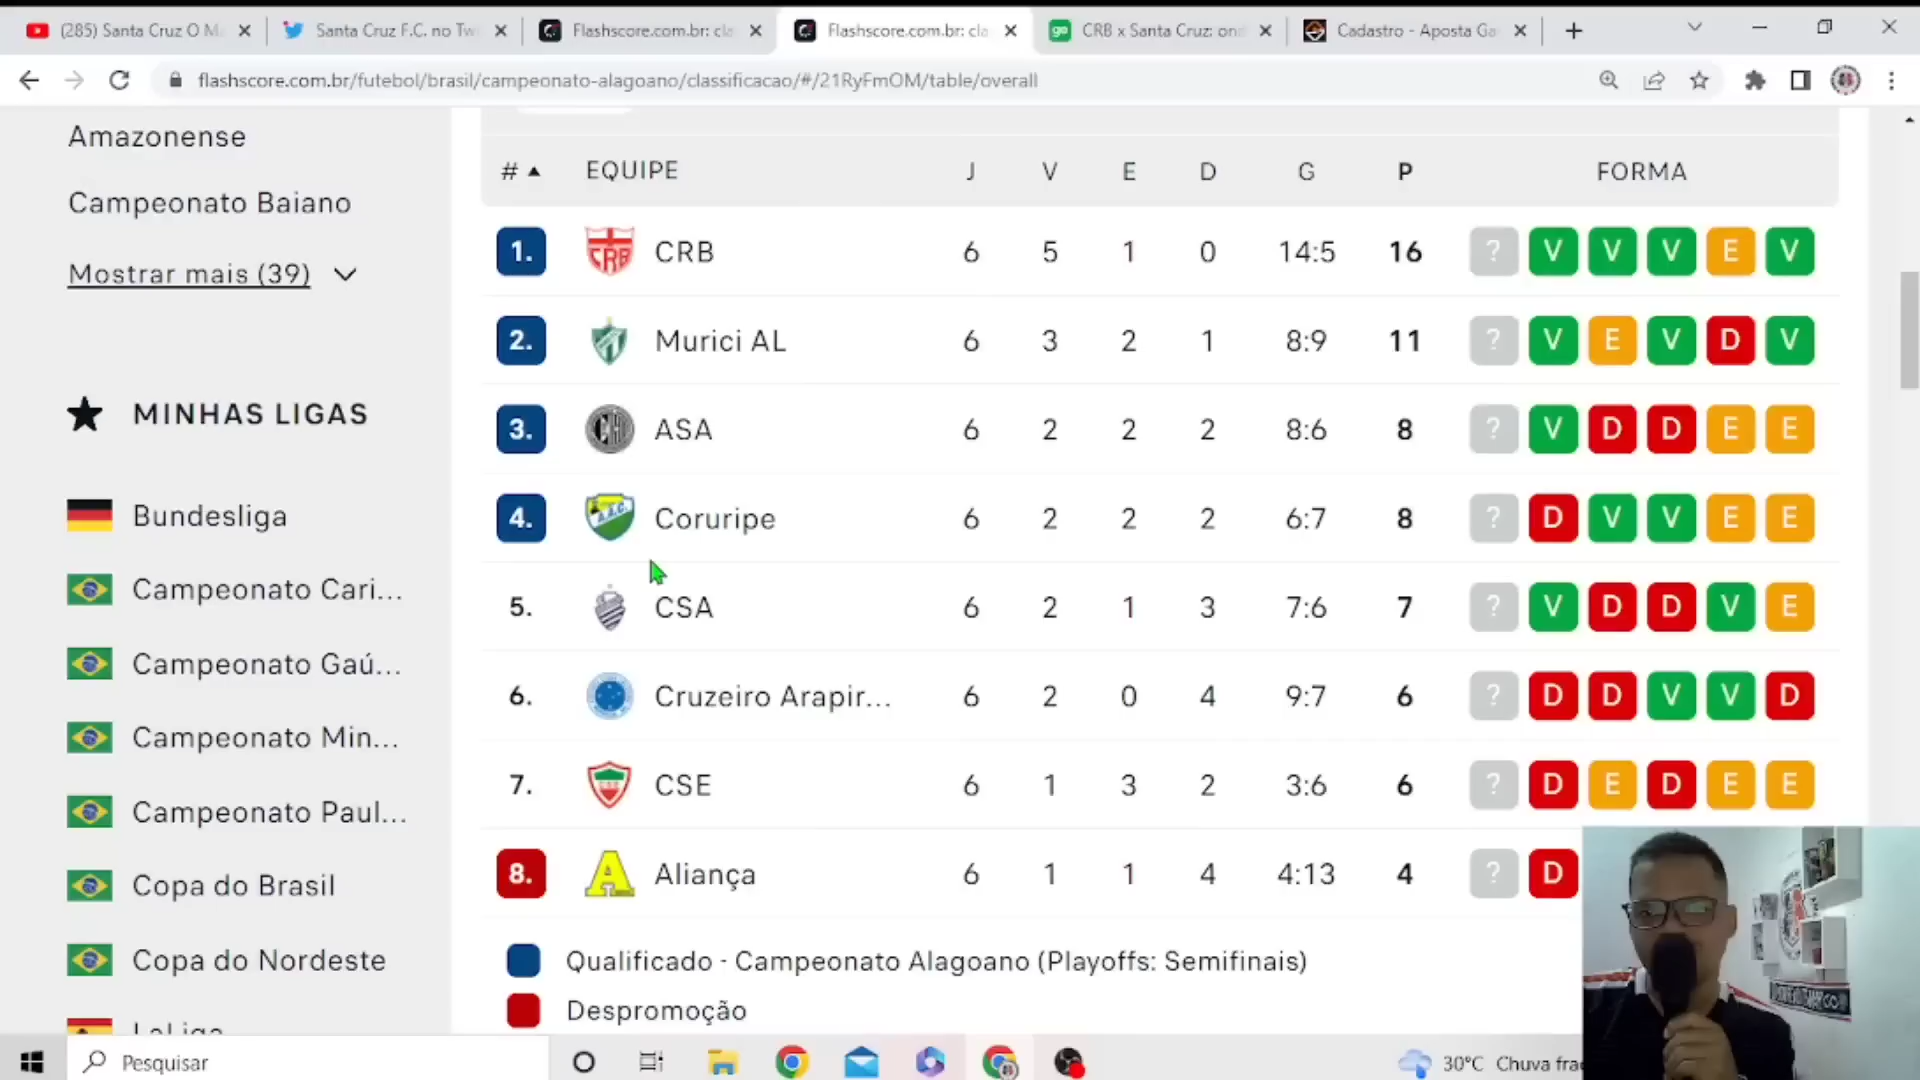 (285) Santa Cruz O M
Santa Cruz F.C. no Tw
Flashscore.com.br: cla
Flashscore.com.br: cla
CRB x Santa Cruz: on
Cadastro - Aposta Ga
flashscore.com.br/futebol/brasil/campeonato-alagoano/classificacao/#/21RyFmOM/table/overall
Amazonense
Campeonato Baiano
Mostrar mais (39)
MINHAS LIGAS
Bundesliga
Campeonato Cari...
Campeonato Gaú...
Campeonato Min...
Campeonato Paul...
Copa do Brasil
Copa do Nordeste
LaLiga
# EQUIPE J V E D G P FORMA
1. CRB 6 5 1 0 14:5 16 ? V V V E V
2. Murici AL 6 3 2 1 8:9 11 ? V E V D V
3. ASA 6 2 2 2 8:6 8 ? V D D E E
4. Coruripe 6 2 2 2 6:7 8 ? D V V E E
5. CSA 6 2 1 3 7:6 7 ? V D D V E
6. Cruzeiro Arapir... 6 2 0 4 9:7 6 ? D D V V D
7. CSE 6 1 3 2 3:6 6 ? D E D E E
8. Aliança 6 1 1 4 4:13 4 ? D
Qualificado - Campeonato Alagoano (Playoffs: Semifinais)
Despromoção
Pesquisar
30°C Chuva fra